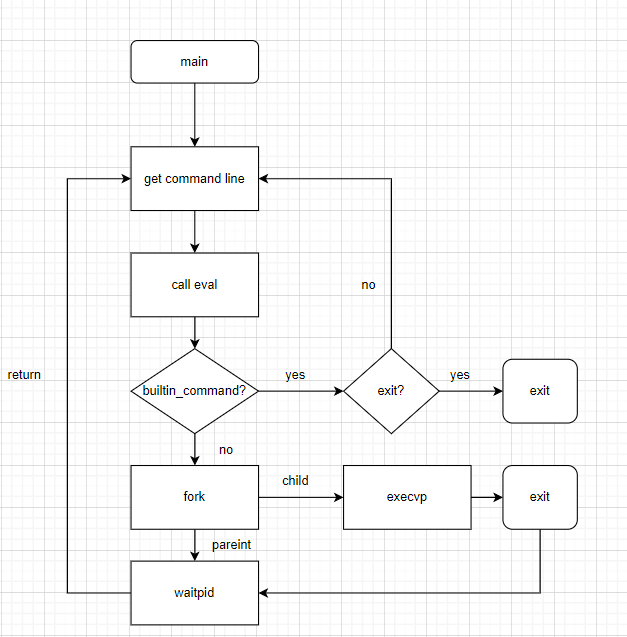 main
get command line
call eval
no
return
builtin_command?
yes
exit?
yes
exit
no
fork
child
execvp
exit
pareint
waitpid